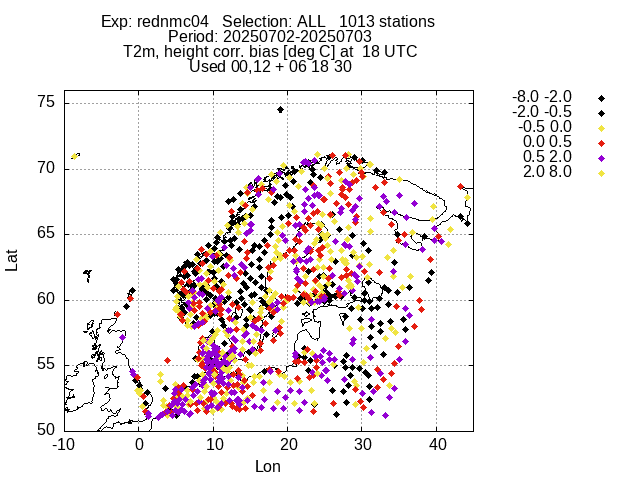 Exp: rednmc04   Selection: ALL   1013 stations
Period: 20250702-20250703
T2m, height corr. bias [deg C] at  18 UTC
Used 00,12 + 06 18 30
-8.0 -2.0
-2.0 -0.5
-0.5 0.0
0.0 0.5
0.5 2.0
2.0 8.0
75
70
65
60
55
50
Lat
-10 0 10 20 30 40
Lon